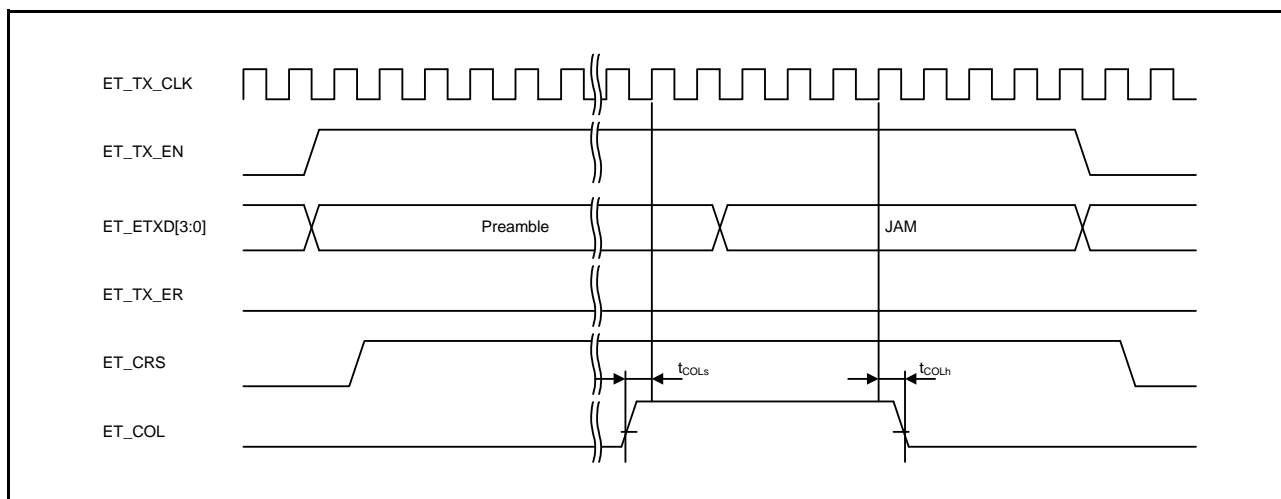 ET_TX_CLK
ET_TX_EN
ET_ETXD[3:0]
Preamble
JAM
ET_TX_ER
ET_CRS
tCOLs
tCOLh
ET_COL